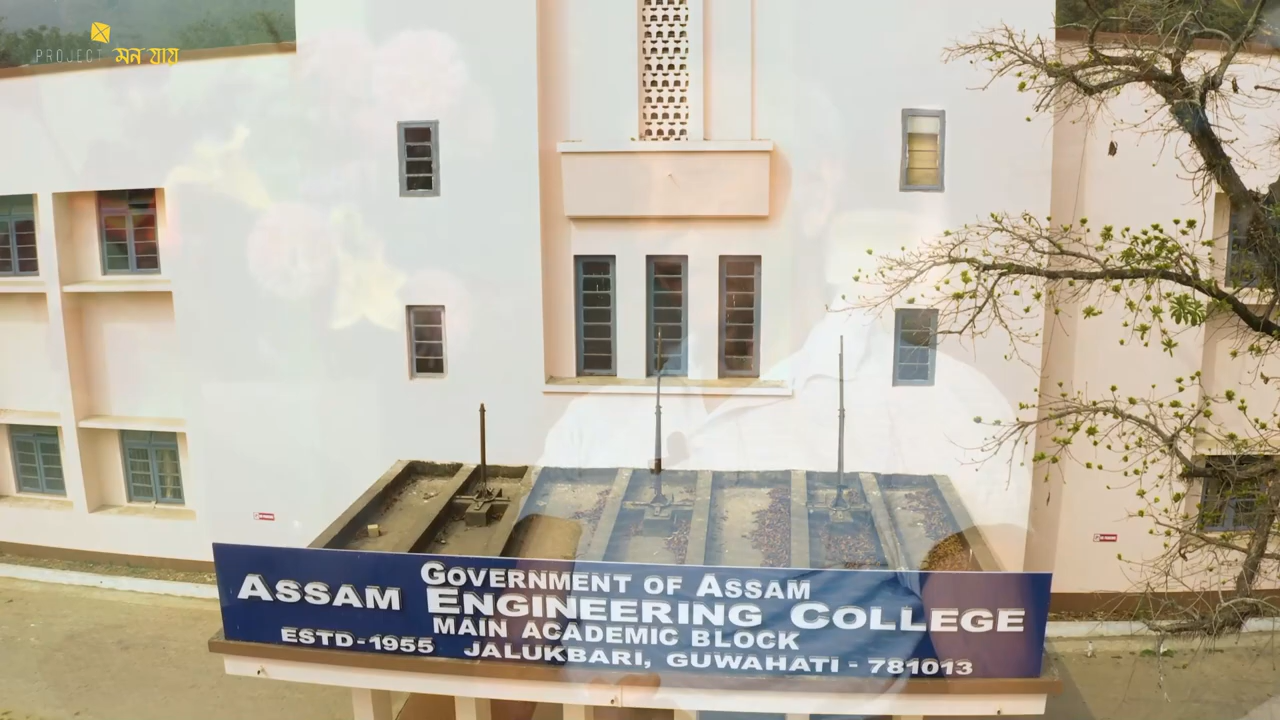 PROJECT মন যায়
GOVERNMENT OF ASSAM
ASSAM ENGINEERING COLLEGE
MAIN ACADEMIC BLOCK
ESTD-1955 JALUKBARI, GUWAHATI - 781013